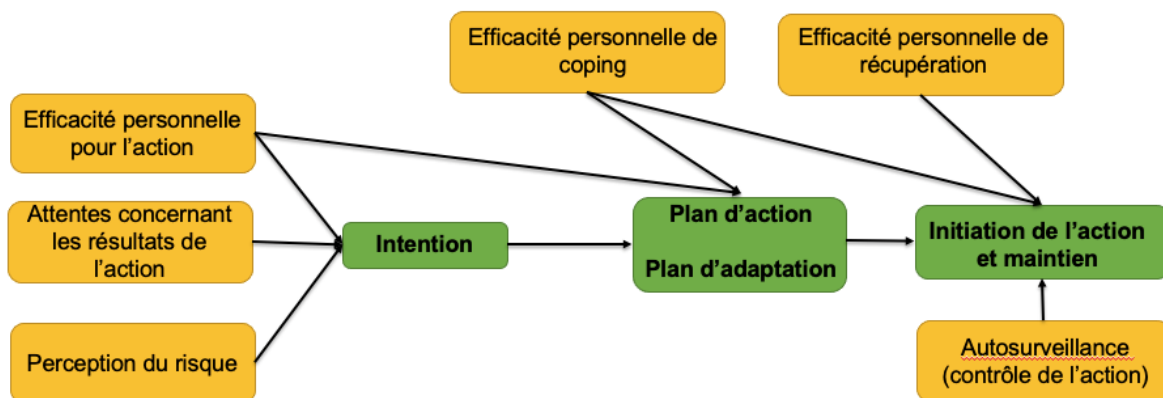 Efficacité personnelle de
coping
Efficacité personnelle de
récupération
Efficacité personnelle
pour l'action
Attentes concernant
les résultats de
l'action
Perception du risque
Intention
Plan d'action
Plan d'adaptation
Initiation de l'action
et maintien
Autosurveillance
(contrôle de l'action)